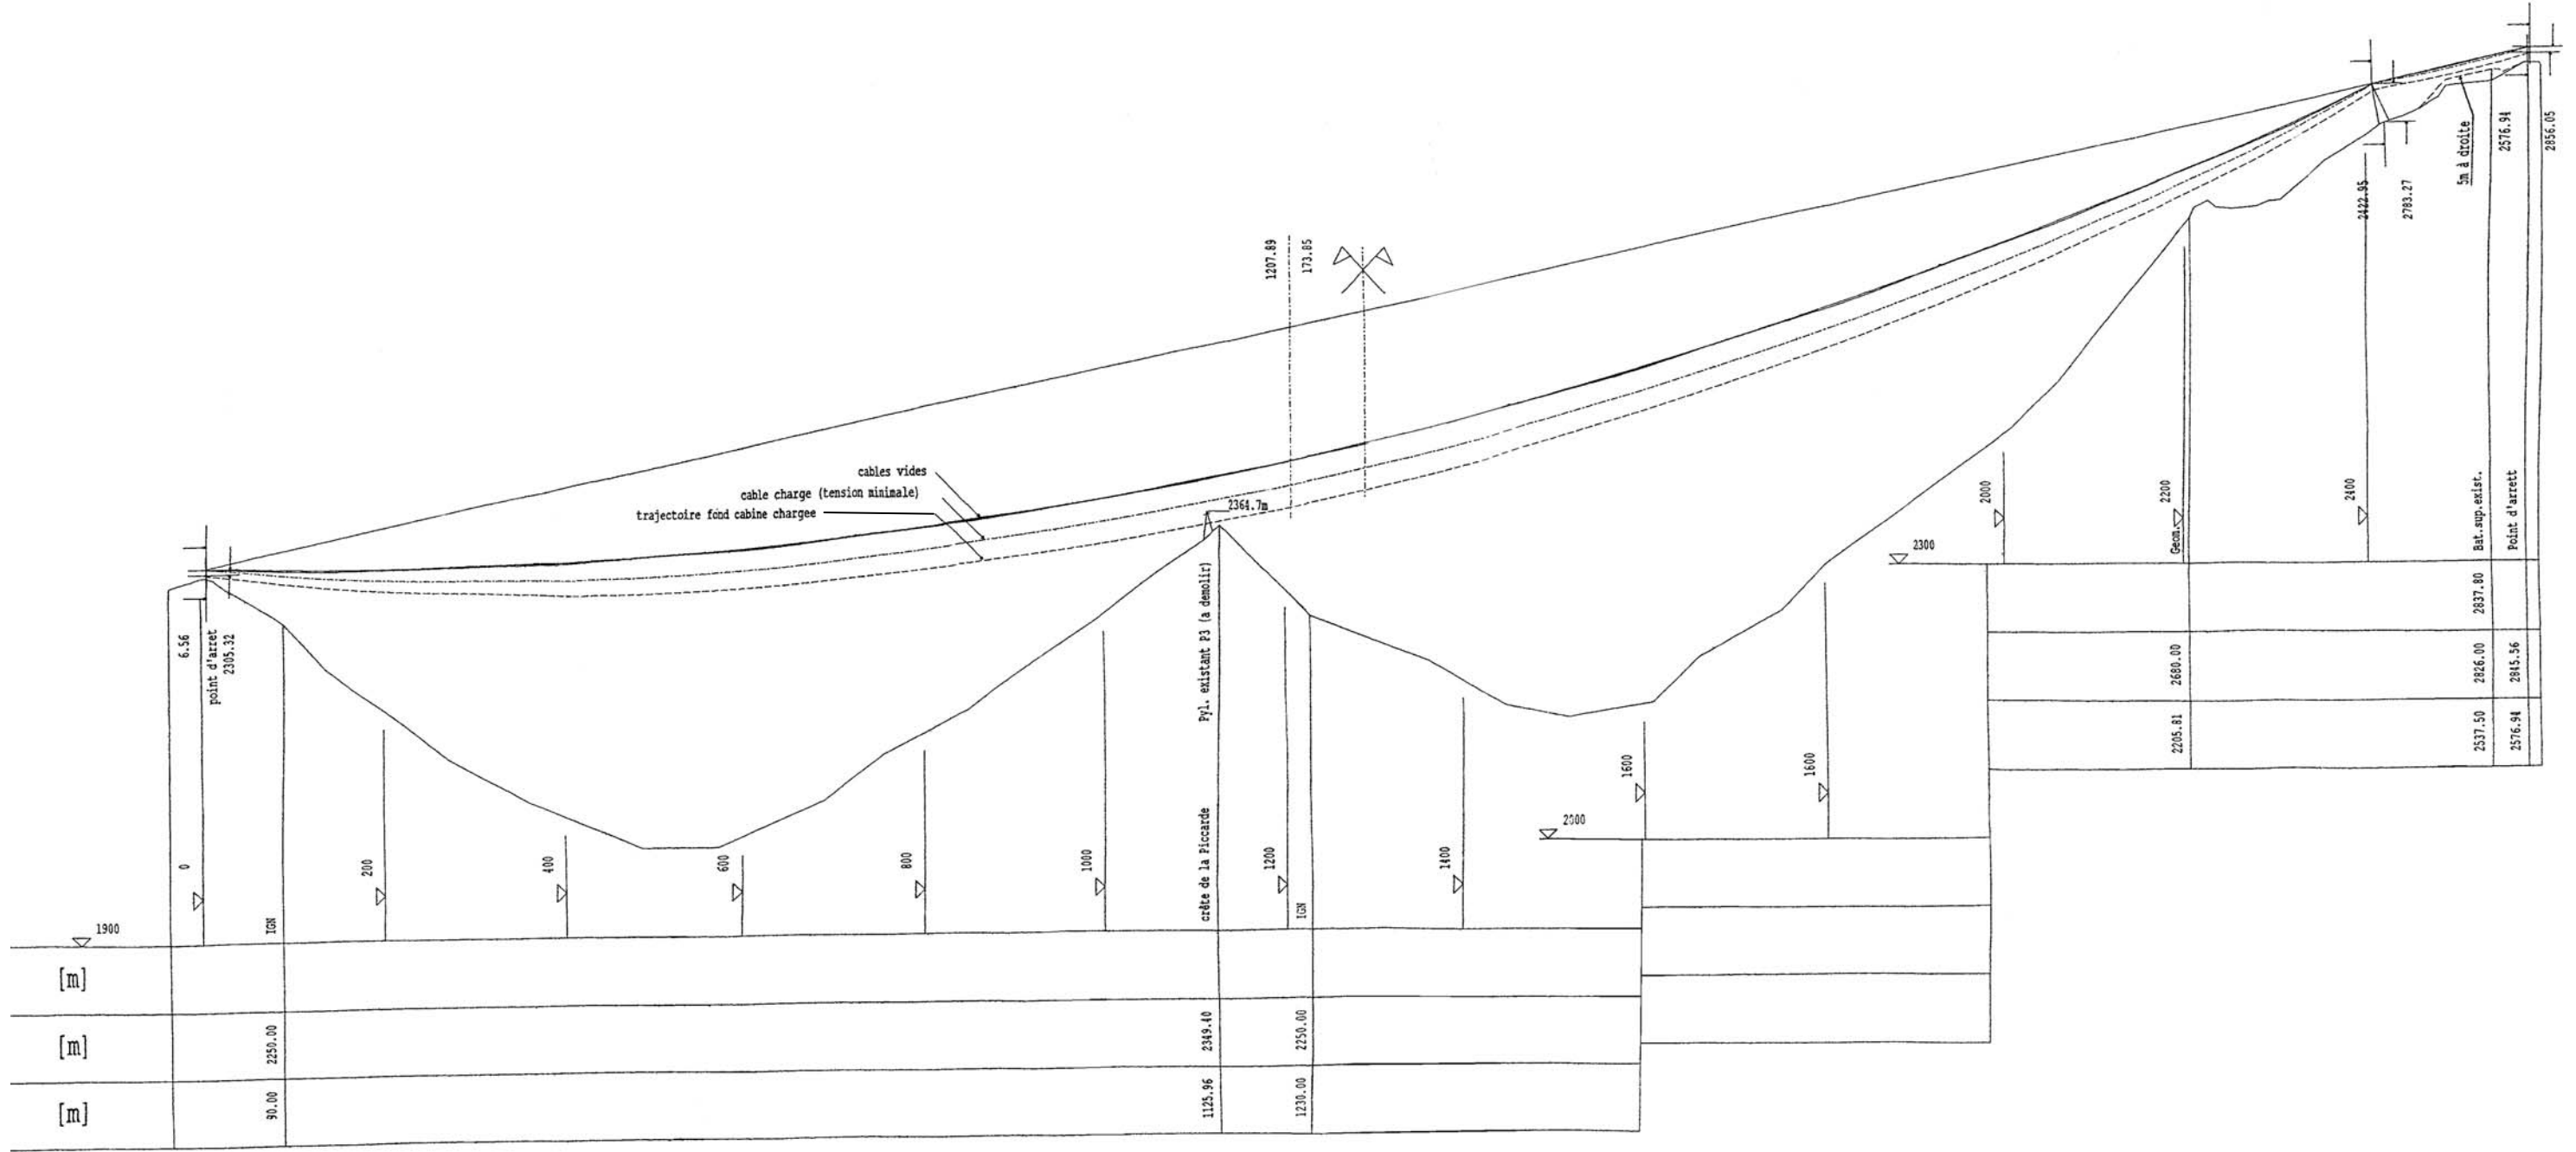 2856.05
2576.94
5m à droite
2422.95
2783.27
1207.89
173.85
cables vides
cable charge (tension minimale)
trajectoire fond cabine chargee
2364.7m
6.56
point d'arret
2305.32
0
200
400
600
800
1000
1200
1400
1600
1600
2000
2200
2400
IGN
crête de la Piccarde
Pyl. existant P3 (a demolir)
IGN
Geom.
Bat.sup.exist.
Point d'arrett
1900
2000
2300
2837.80
[m]
[m]
2250.00
2349.40
2250.00
2680.00
2826.00
2845.56
[m]
90.00
1125.96
1230.00
2205.81
2537.50
2576.94